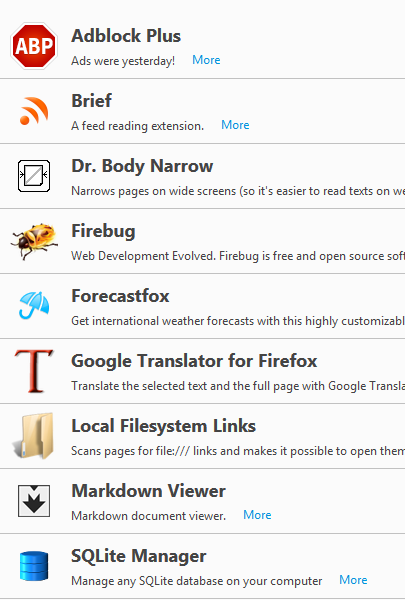 ABP
Adblock Plus
Ads were yesterday! More
Brief
A feed reading extension. More
Dr. Body Narrow
Narrows pages on wide screens (so it's easier to read texts on we
Firebug
Web Development Evolved. Firebug is free and open source soft
Forecastfox
Get international weather forecasts with this highly customizabl
T
Google Translator for Firefox
Translate the selected text and the full page with Google Transla
Local Filesystem Links
Scans pages for file:/// links and makes it possible to open them
Markdown Viewer
Markdown document viewer. More
SQLite Manager
Manage any SQLite database on your computer More